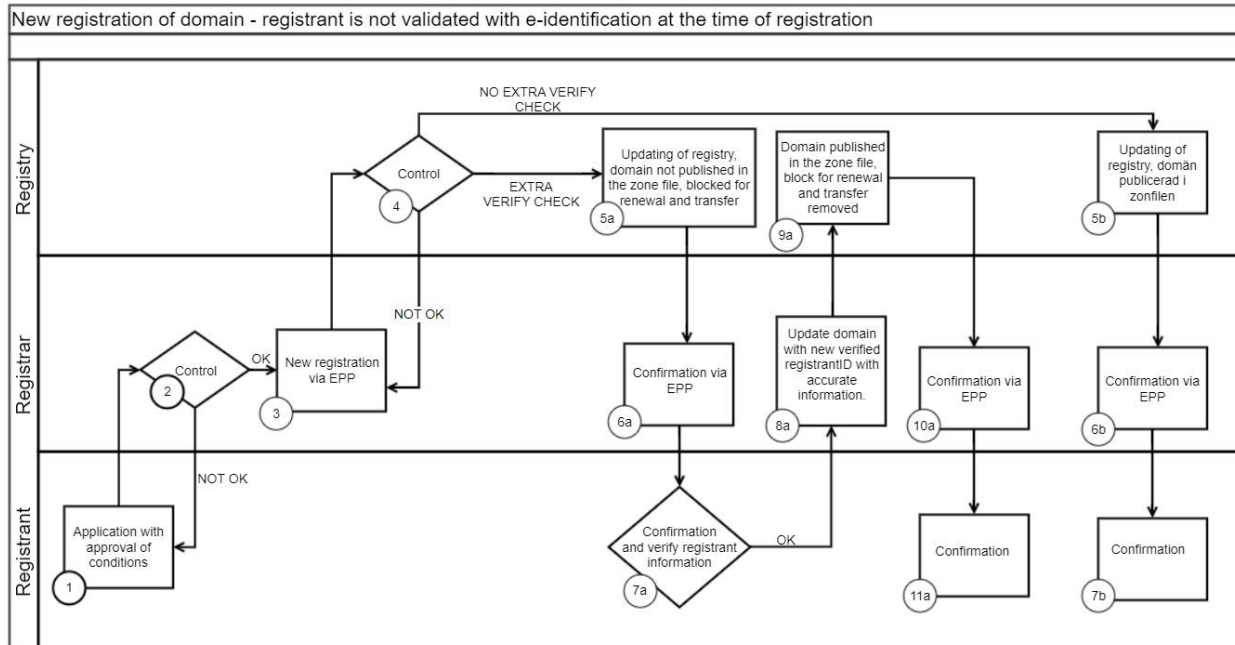 New registration of domain - registrant is not validated with e-identification at the time of registration
Registry
NO EXTRA VERIFY
CHECK
Control
4
EXTRA
VERIFY CHECK
Updating of registry,
domain not published in
the zone file, blocked for
renewal and transfer
5a
Domain published
in the zone file,
block for renewal
and transfer
removed
9a
Updating of
registry, domän
publicerad i
zonfilen
5b
Registrar
Control
2
OK
New registration
via EPP
3
NOT OK
Confirmation via
EPP
6a
Update domain
with new verified
registrantID with
accurate
information.
8a
Confirmation via
EPP
10a
Confirmation via
EPP
6b
Registrant
NOT OK
Application with
approval of
conditions
1
Confirmation
and verify registrant
information
7a
OK
Confirmation
11a
Confirmation
7b